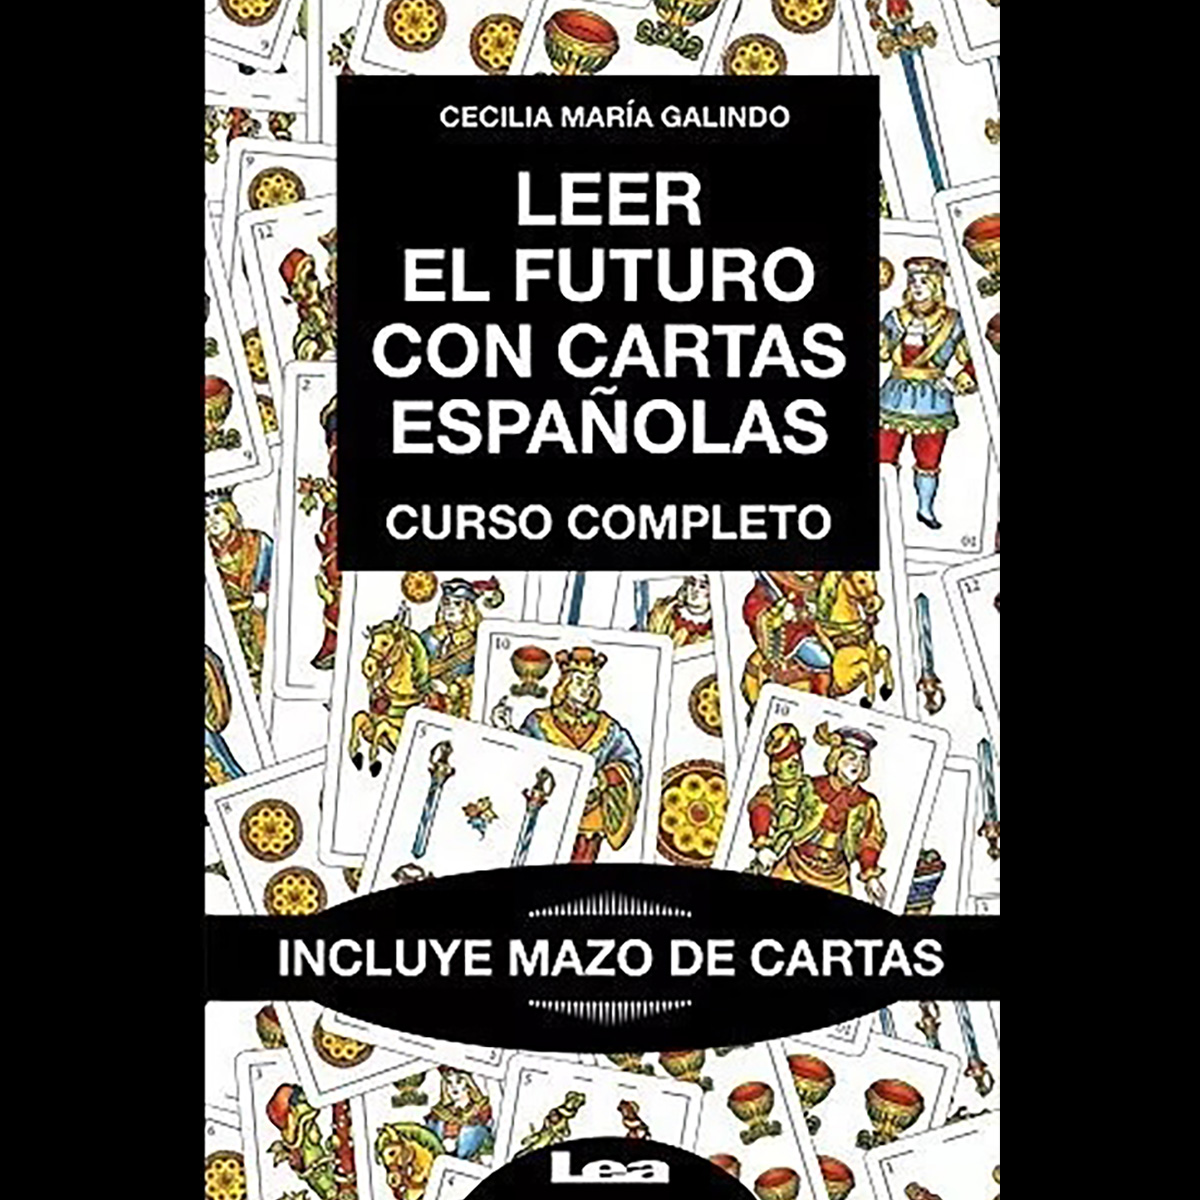 CECILIA MARÍA GALINDO
LEER
EL FUTURO
CON CARTAS
ESPAÑOLAS
CURSO COMPLETO
INCLUYE MAZO DE CARTAS
Lea